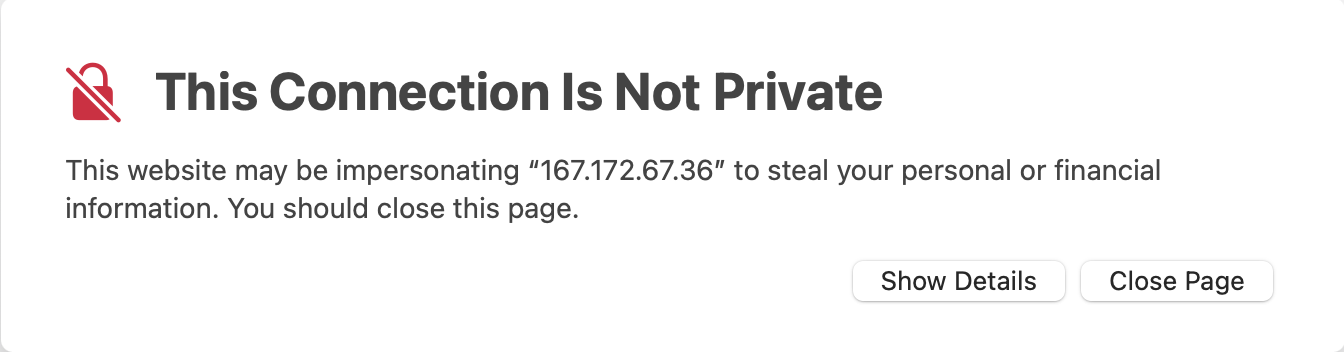 This Connection Is Not Private
This website may be impersonating “167.172.67.36” to steal your personal or financial
information. You should close this page.
Show Details
Close Page